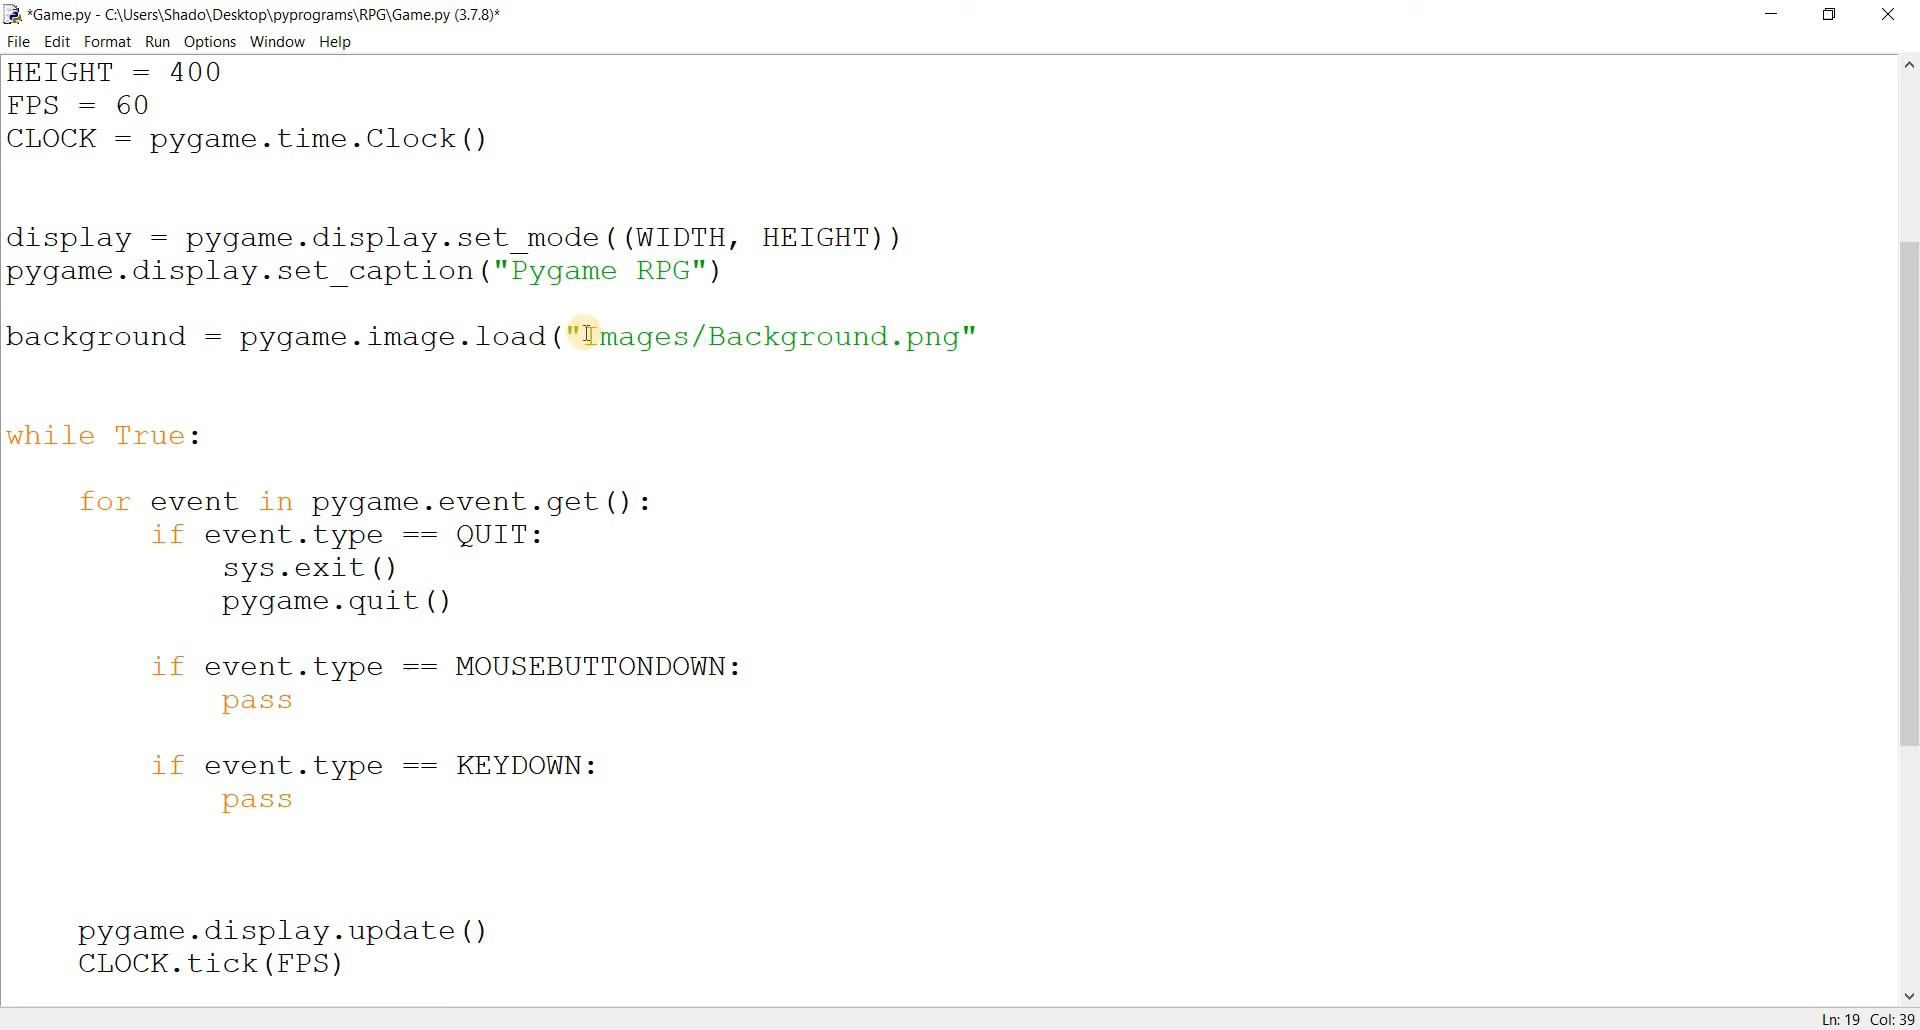 *Game.py - C:\Users\Shado\Desktop\pyprograms\RPG\Game.py (3.7.8)*
File Edit Format Run Options Window Help
HEIGHT = 400
FPS = 60
CLOCK = pygame.time.Clock()
display = pygame.display.set_mode((WIDTH, HEIGHT))
pygame.display.set_caption("Pygame RPG")
background = pygame.image.load("Images/Background.png"
while True:
for event in pygame.event.get():
if event.type == QUIT:
sys.exit()
pygame.quit()
if event.type == MOUSEBUTTONDOWN:
pass
if event.type == KEYDOWN:
pass
pygame.display.update()
CLOCK.tick(FPS)
Ln: 19 Col: 39